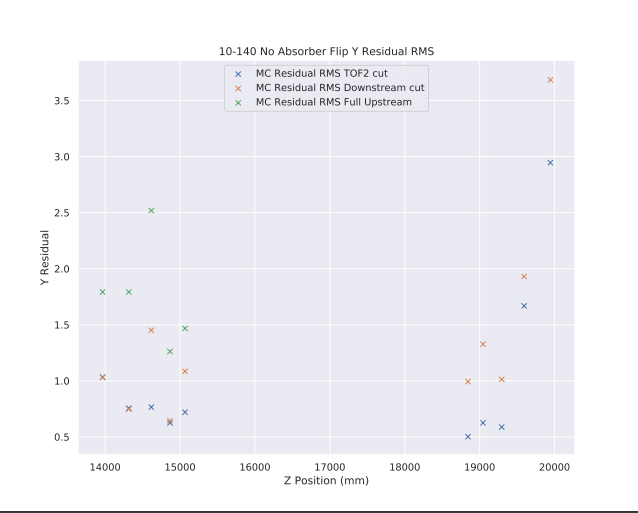 10-140 No Absorber Flip Y Residual RMS
MC Residual RMS TOF2 cut
MC Residual RMS Downstream cut
MC Residual RMS Full Upstream
Y Residual
3.5
3.0
2.5
2.0
1.5
1.0
0.5
14000 15000 16000 17000 18000 19000 20000
Z Position (mm)